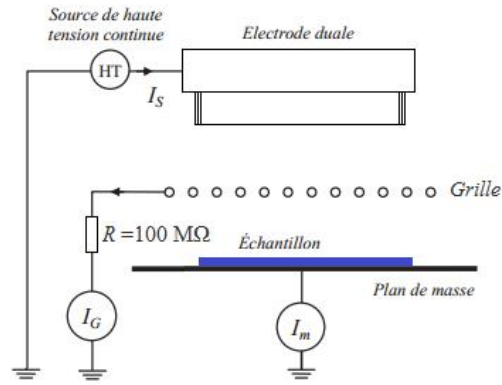 Source de haute
tension continue
Electrode duale
HT
I_S
Grille
R =100 MΩ
Échantillon
Plan de masse
I_G
I_m